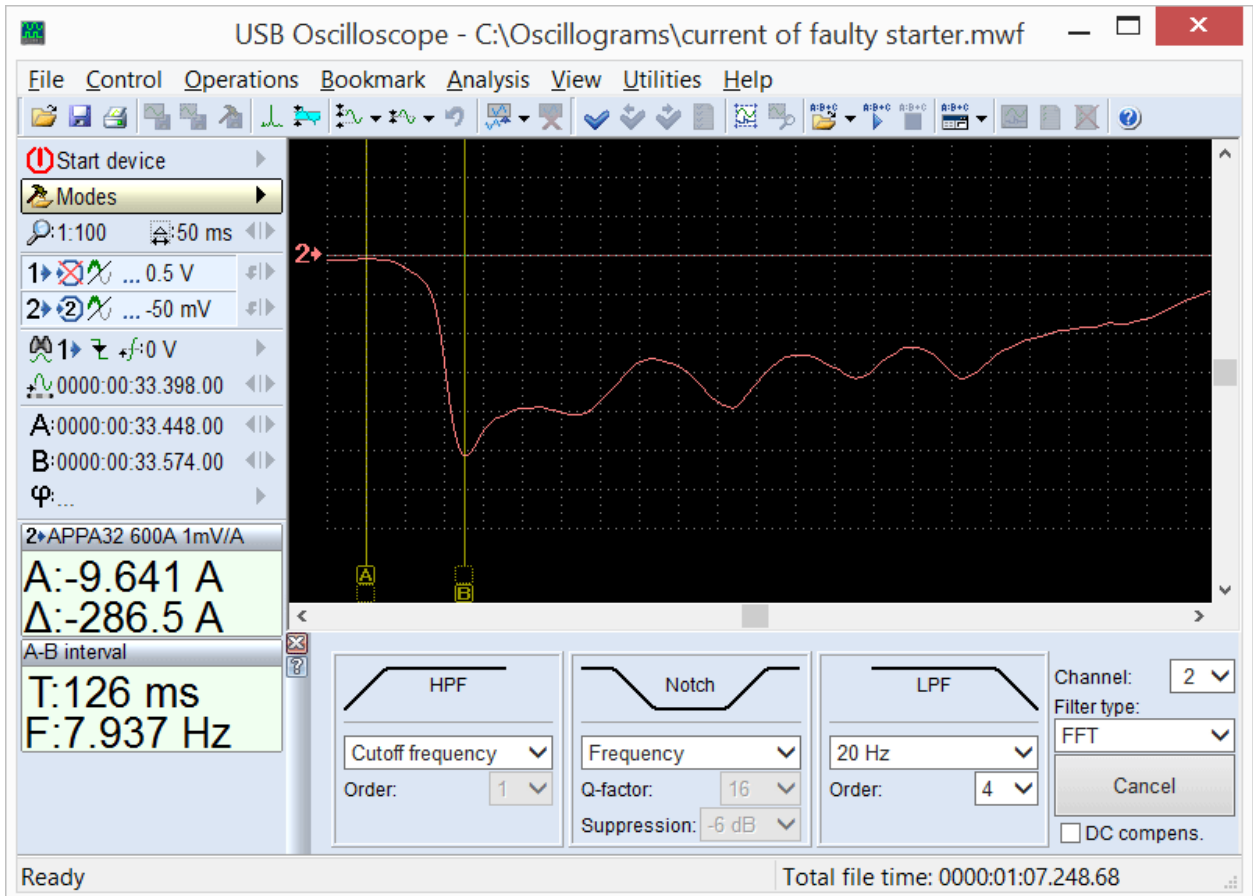 USB Oscilloscope - C:\Oscillograms\current of faulty starter.mwf
File Control Operations Bookmark Analysis View Utilities Help
A:B+C A:B+C A:B+C A:B+C
Start device
Modes
1:100 50 ms
1 ... 0.5 V
2 2 ... -50 mV
1 f:0 V
0000:00:33.398.00
A:0000:00:33.448.00
B:0000:00:33.574.00
φ:...
2 APPA32 600A 1mV/A
A:-9.641 A
Δ:-286.5 A
A-B interval
T:126 ms
F:7.937 Hz
2
A
B
HPF
Cutoff frequency
Order: 1
Notch
Frequency
Q-factor: 16
Suppression: -6 dB
LPF
20 Hz
Order: 4
Channel: 2
Filter type:
FFT
Cancel
DC compens.
Ready
Total file time: 0000:01:07.248.68